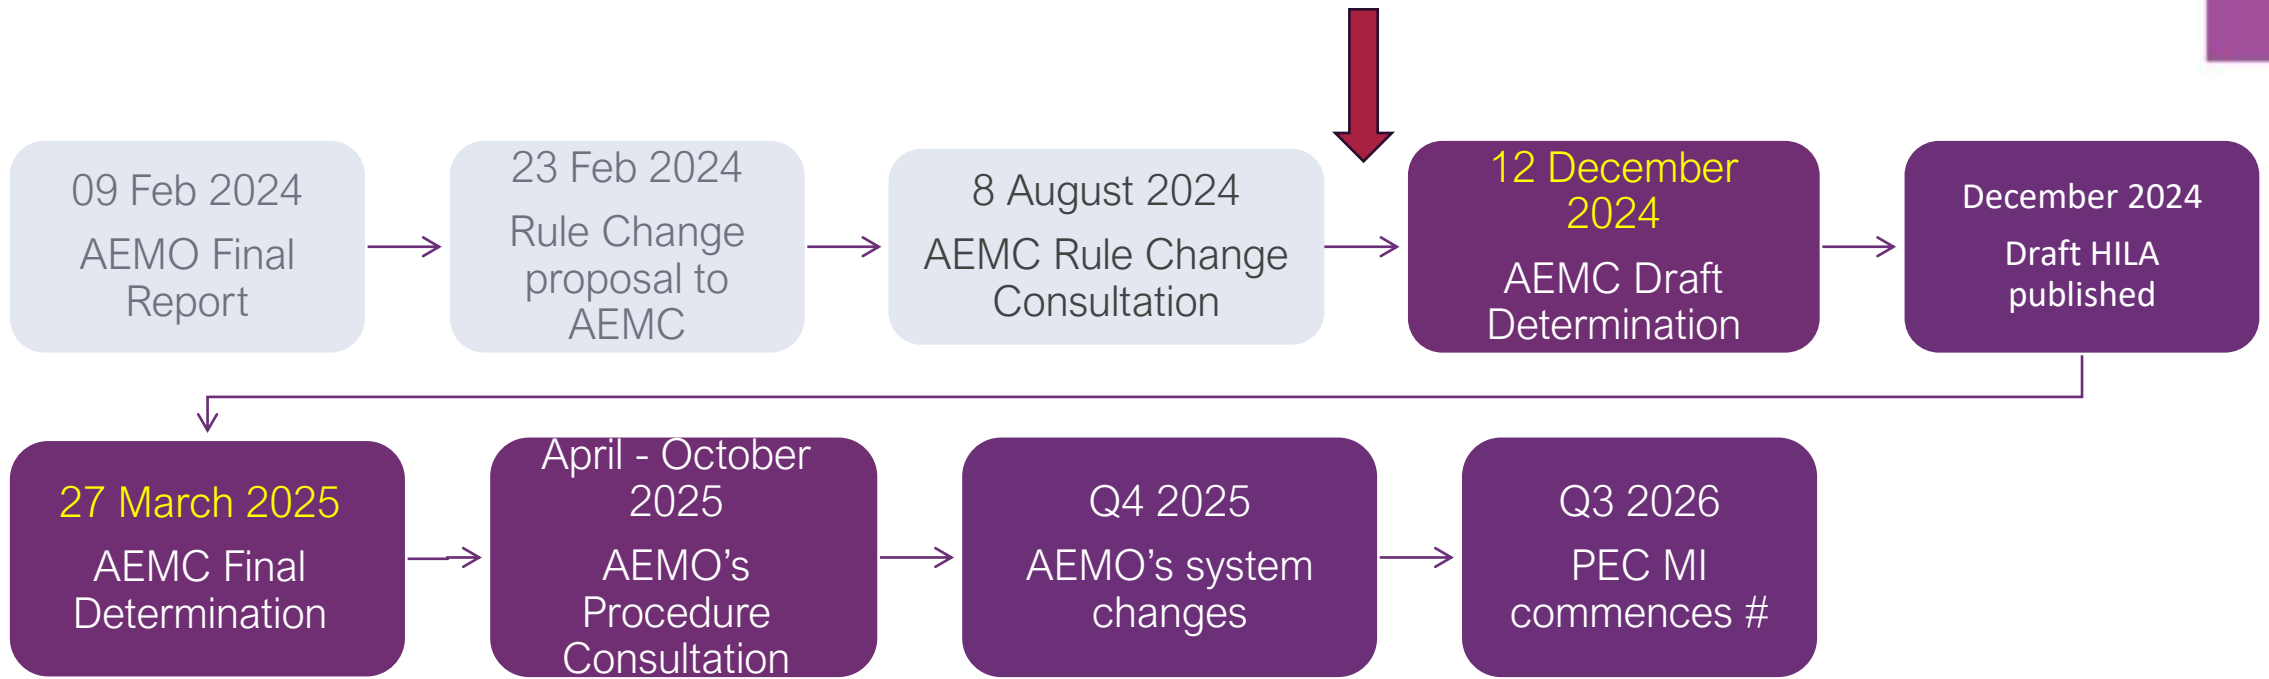 09 Feb 2024
AEMO Final
Report
23 Feb 2024
Rule Change
proposal to
AEMC
8 August 2024
AEMC Rule Change
Consultation
12 December
2024
AEMC Draft
Determination
December 2024
Draft HILA
published
27 March 2025
AEMC Final
Determination
April - October
2025
AEMO’s
Procedure
Consultation
Q4 2025
AEMO’s system
changes
Q3 2026
PEC MI
commences #